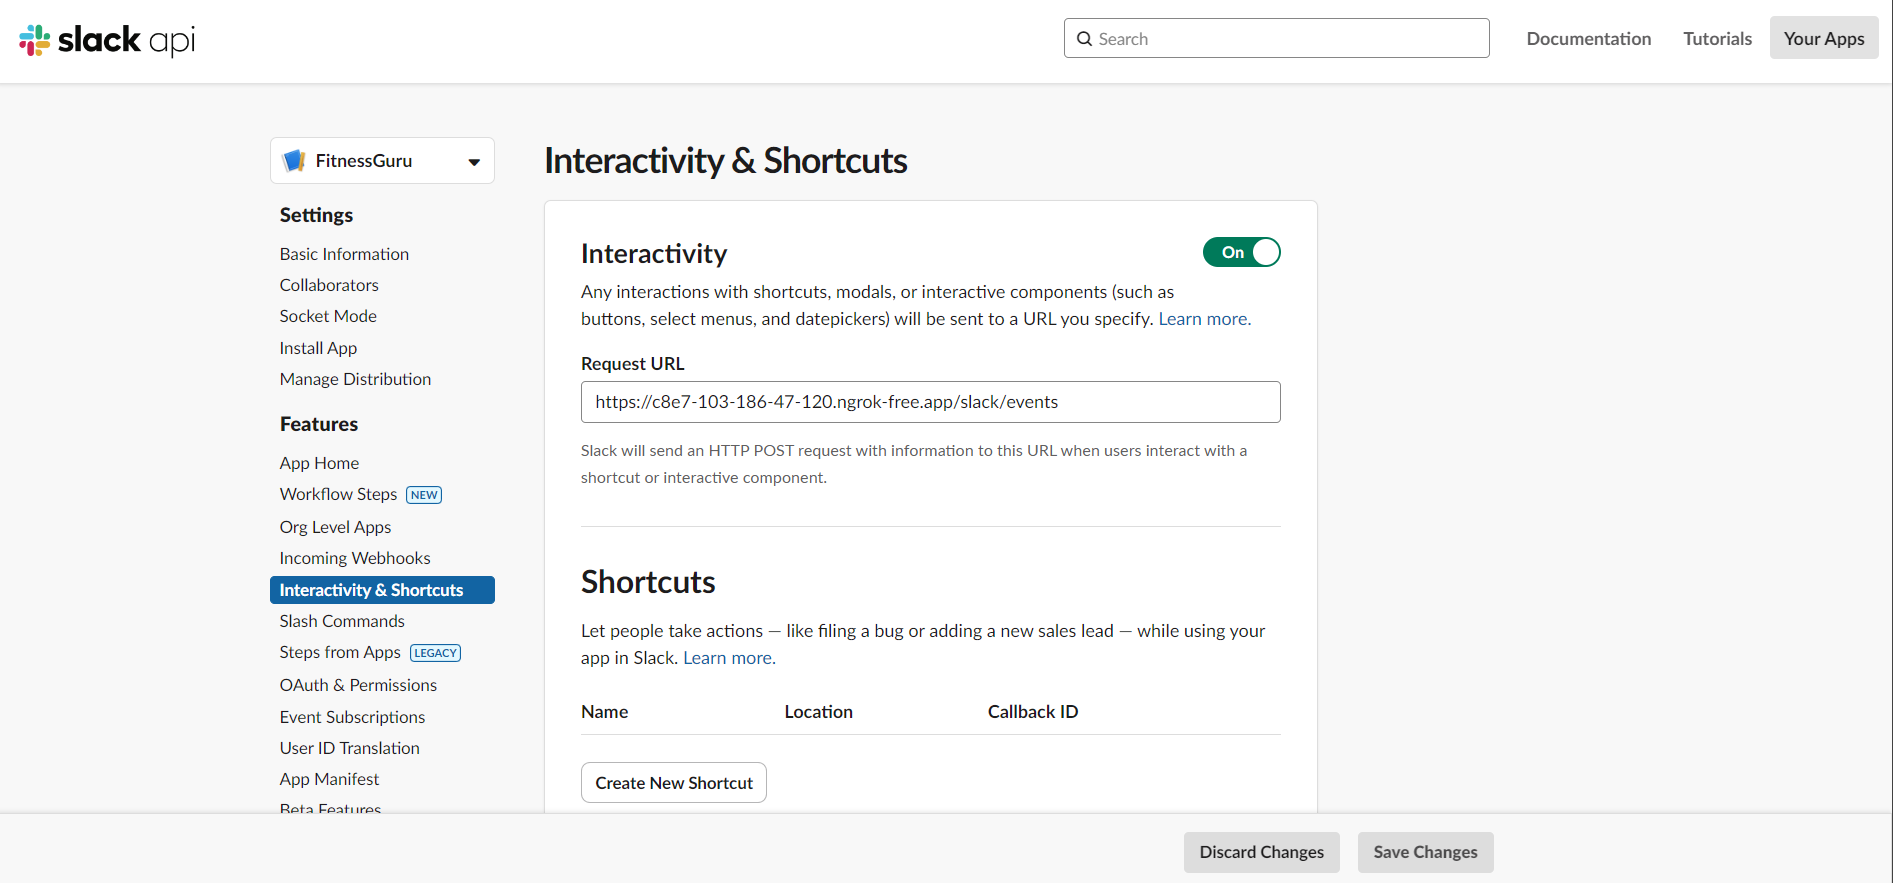 slack api
Search
Documentation
Tutorials
Your Apps
FitnessGuru
Settings
Basic Information
Collaborators
Socket Mode
Install App
Manage Distribution
Features
App Home
Workflow Steps NEW
Org Level Apps
Incoming Webhooks
Interactivity & Shortcuts
Slash Commands
Steps from Apps LEGACY
OAuth & Permissions
Event Subscriptions
User ID Translation
App Manifest
Beta Features
Interactivity & Shortcuts
Interactivity
On
Any interactions with shortcuts, modals, or interactive components (such as
buttons, select menus, and datepickers) will be sent to a URL you specify. Learn more.
Request URL
https://c8e7-103-186-47-120.ngrok-free.app/slack/events
Slack will send an HTTP POST request with information to this URL when users interact with a
shortcut or interactive component.
Shortcuts
Let people take actions — like filing a bug or adding a new sales lead — while using your
app in Slack. Learn more.
Name Location Callback ID
Create New Shortcut
Discard Changes
Save Changes